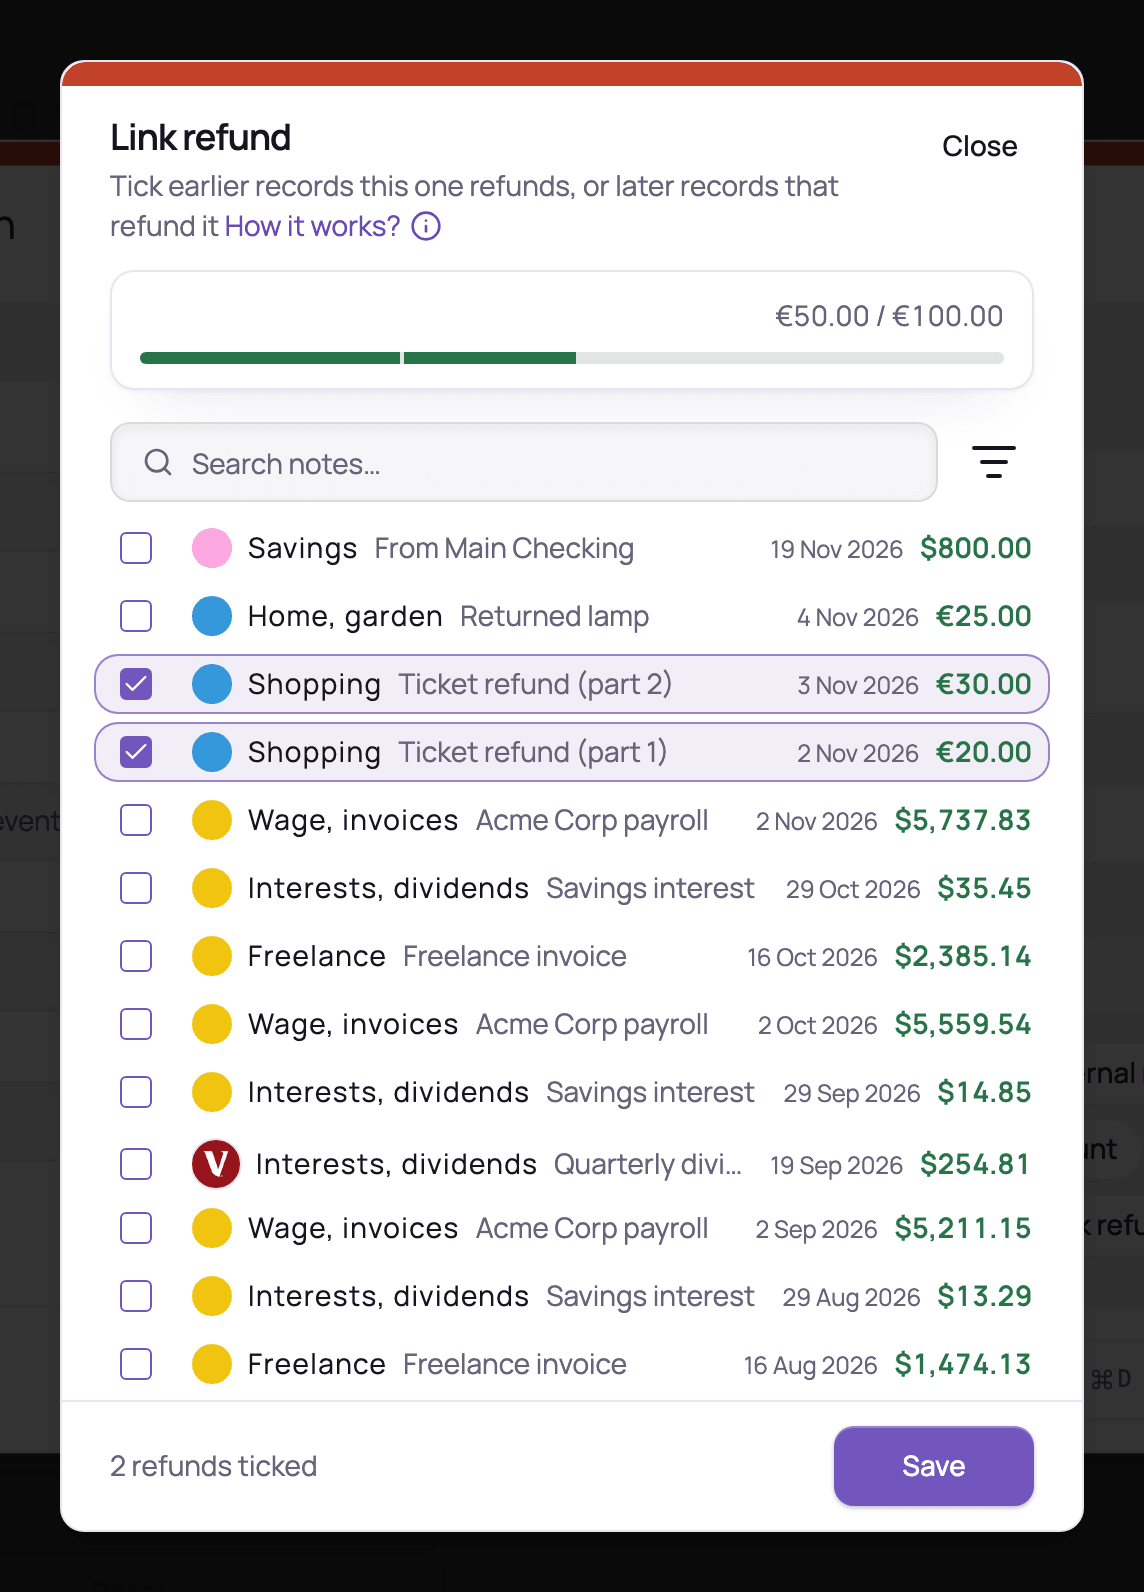 Link refund
Close
Tick earlier records this one refunds, or later records that
refund it How it works?
€50.00 / €100.00
Search notes...
Savings From Main Checking 19 Nov 2026 $800.00
Home, garden Returned lamp 4 Nov 2026 €25.00
Shopping Ticket refund (part 2) 3 Nov 2026 €30.00
Shopping Ticket refund (part 1) 2 Nov 2026 €20.00
Wage, invoices Acme Corp payroll 2 Nov 2026 $5,737.83
Interests, dividends Savings interest 29 Oct 2026 $35.45
Freelance Freelance invoice 16 Oct 2026 $2,385.14
Wage, invoices Acme Corp payroll 2 Oct 2026 $5,559.54
Interests, dividends Savings interest 29 Sep 2026 $14.85
V Interests, dividends Quarterly divi... 19 Sep 2026 $254.81
Wage, invoices Acme Corp payroll 2 Sep 2026 $5,211.15
Interests, dividends Savings interest 29 Aug 2026 $13.29
Freelance Freelance invoice 16 Aug 2026 $1,474.13
⌘ D
2 refunds ticked
Save